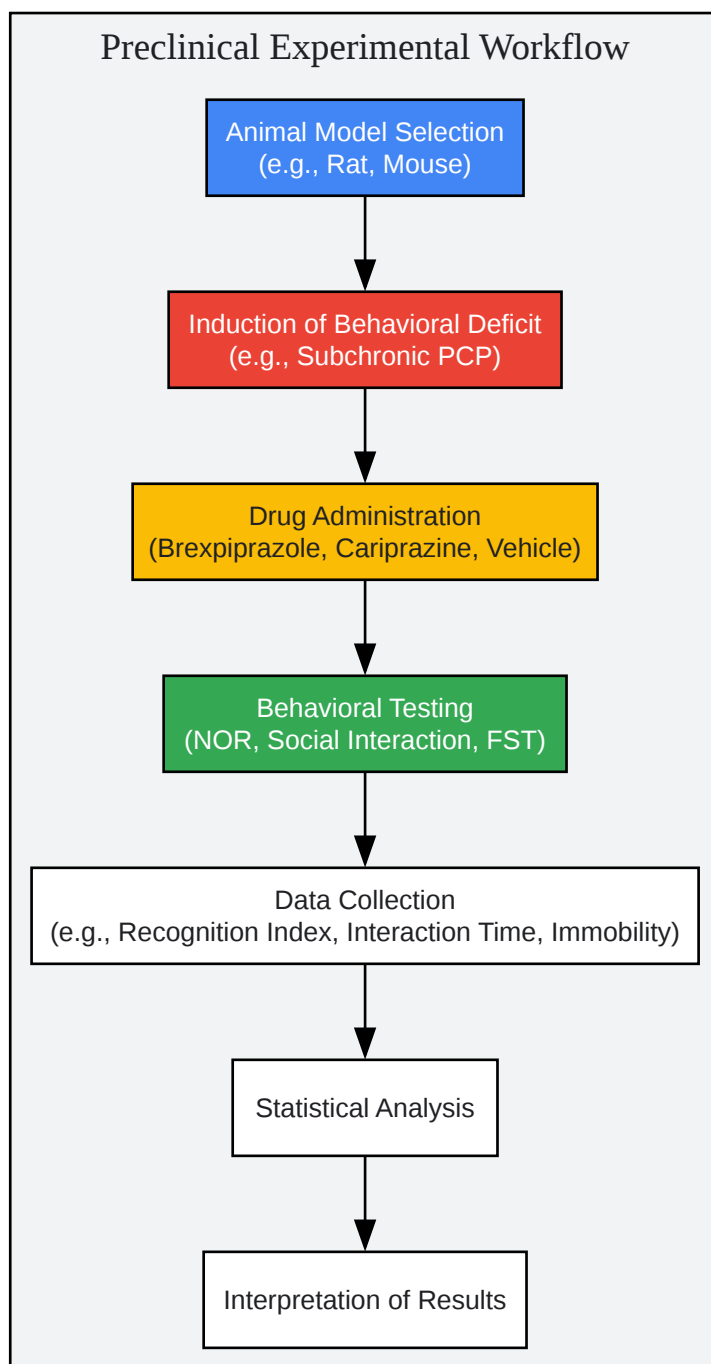 Preclinical Experimental Workflow
Animal Model Selection
(e.g., Rat, Mouse)
Induction of Behavioral Deficit
(e.g., Subchronic PCP)
Drug Administration
(Brexpiprazole, Cariprazine, Vehicle)
Behavioral Testing
(NOR, Social Interaction, FST)
Data Collection
(e.g., Recognition Index, Interaction Time, Immobility)
Statistical Analysis
Interpretation of Results